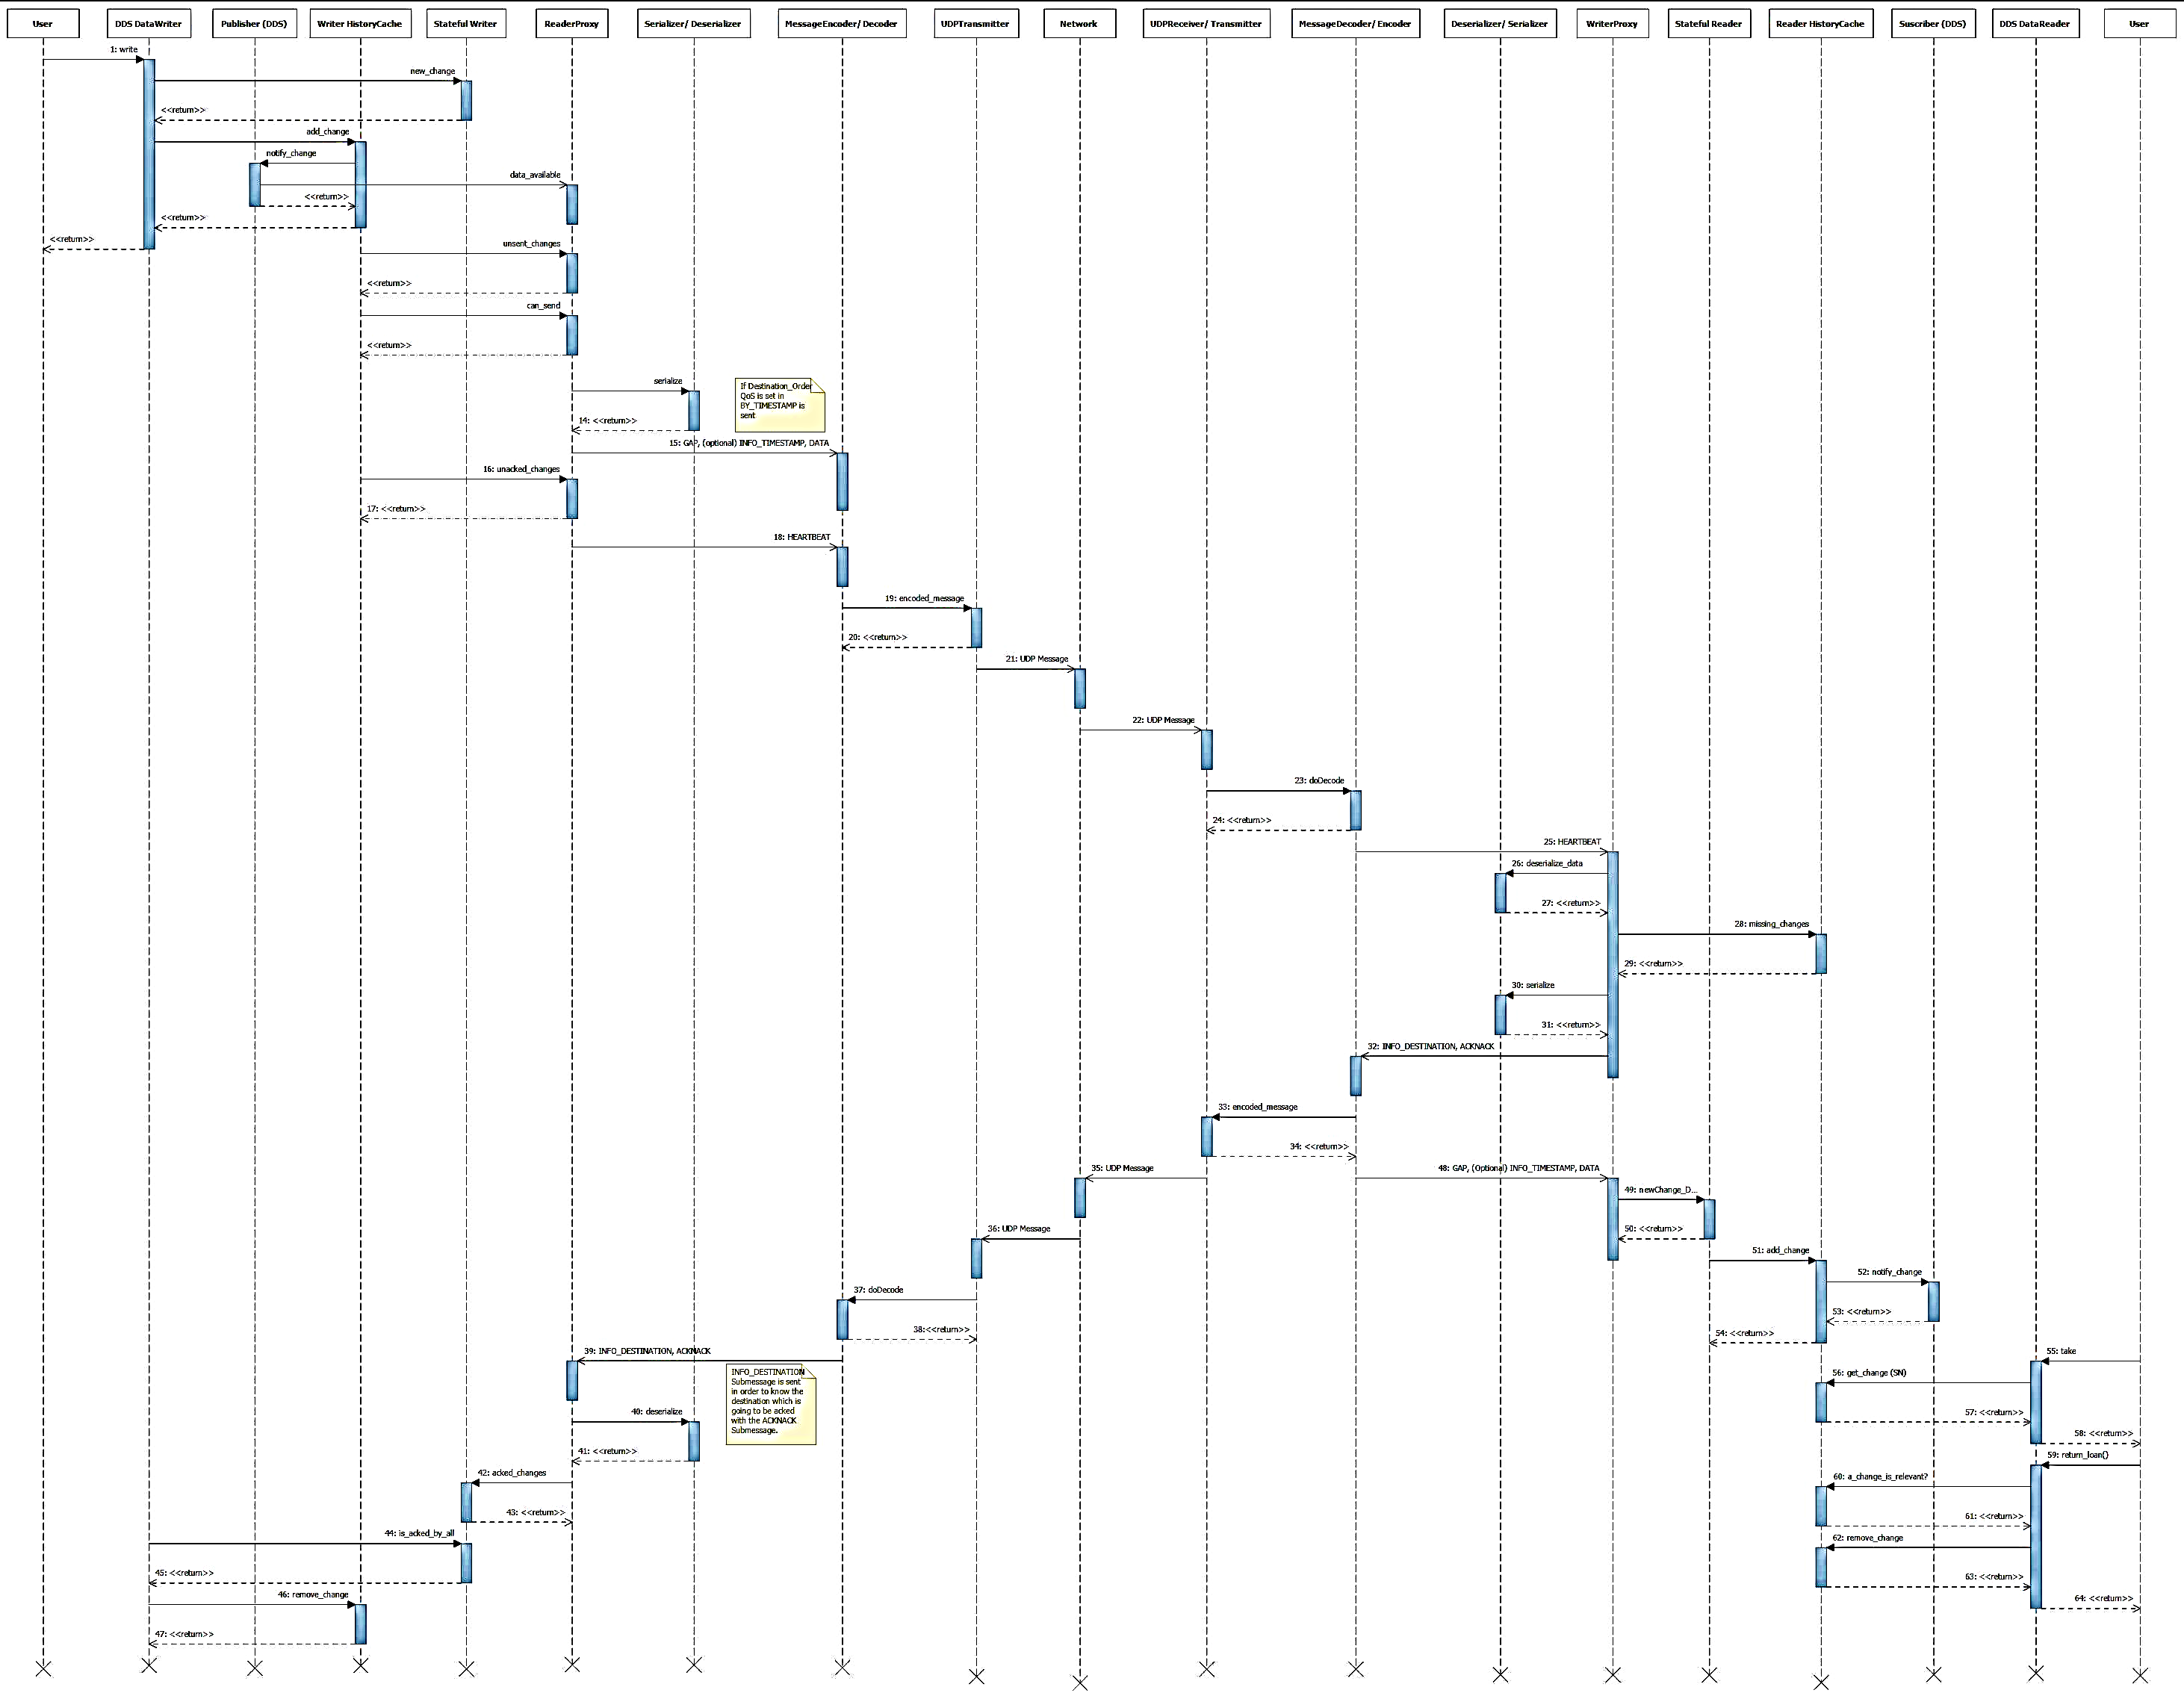 User
DDS DataWriter
Publisher (DDS)
Writer HistoryCache
Stateful Writer
ReaderProxy
Serializer/ Deserializer
MessageEncoder/ Decoder
UDPTransmitter
Network
UDPReceiver/ Transmitter
MessageDecoder/ Encoder
Deserializer/ Serializer
WriterProxy
Stateful Reader
Reader HistoryCache
Suscriber (DDS)
DDS DataReader
User
1: write
new_change
<<return>>
add_change
notify_change
data_available
<<return>>
<<return>>
<<return>>
unsent_changes
<<return>>
can_send
<<return>>
serialize
If Destination_Order
QoS is set in
BY_TIMESTAMP is
sent
14: <<return>>
15: GAP, (optional) INFO_TIMESTAMP, DATA
16: unacked_changes
17: <<return>>
18: HEARTBEAT
19: encoded_message
20: <<return>>
21: UDP Message
22: UDP Message
23: doDecode
24: <<return>>
25: HEARTBEAT
26: deserialize_data
27: <<return>>
28: missing_changes
29: <<return>>
30: serialize
31: <<return>>
32: INFO_DESTINATION, ACKNACK
33: encoded_message
34: <<return>>
35: UDP Message
48: GAP, (Optional) INFO_TIMESTAMP, DATA
49: newChange_D...
36: UDP Message
50: <<return>>
51: add_change
52: notify_change
37: doDecode
53: <<return>>
38:<<return>>
54: <<return>>
39: INFO_DESTINATION, ACKNACK
55: take
INFO_DESTINATION
Submessage is sent
in order to know the
destination which is
going to be acked
with the ACKNACK
Submessage.
56: get_change (SN)
40: deserialize
57: <<return>>
58: <<return>>
41: <<return>>
59: return_loan()
42: acked_changes
60: a_change_is_relevant?
43: <<return>>
61: <<return>>
44: is_acked_by_all
62: remove_change
45: <<return>>
63: <<return>>
46: remove_change
64: <<return>>
47: <<return>>